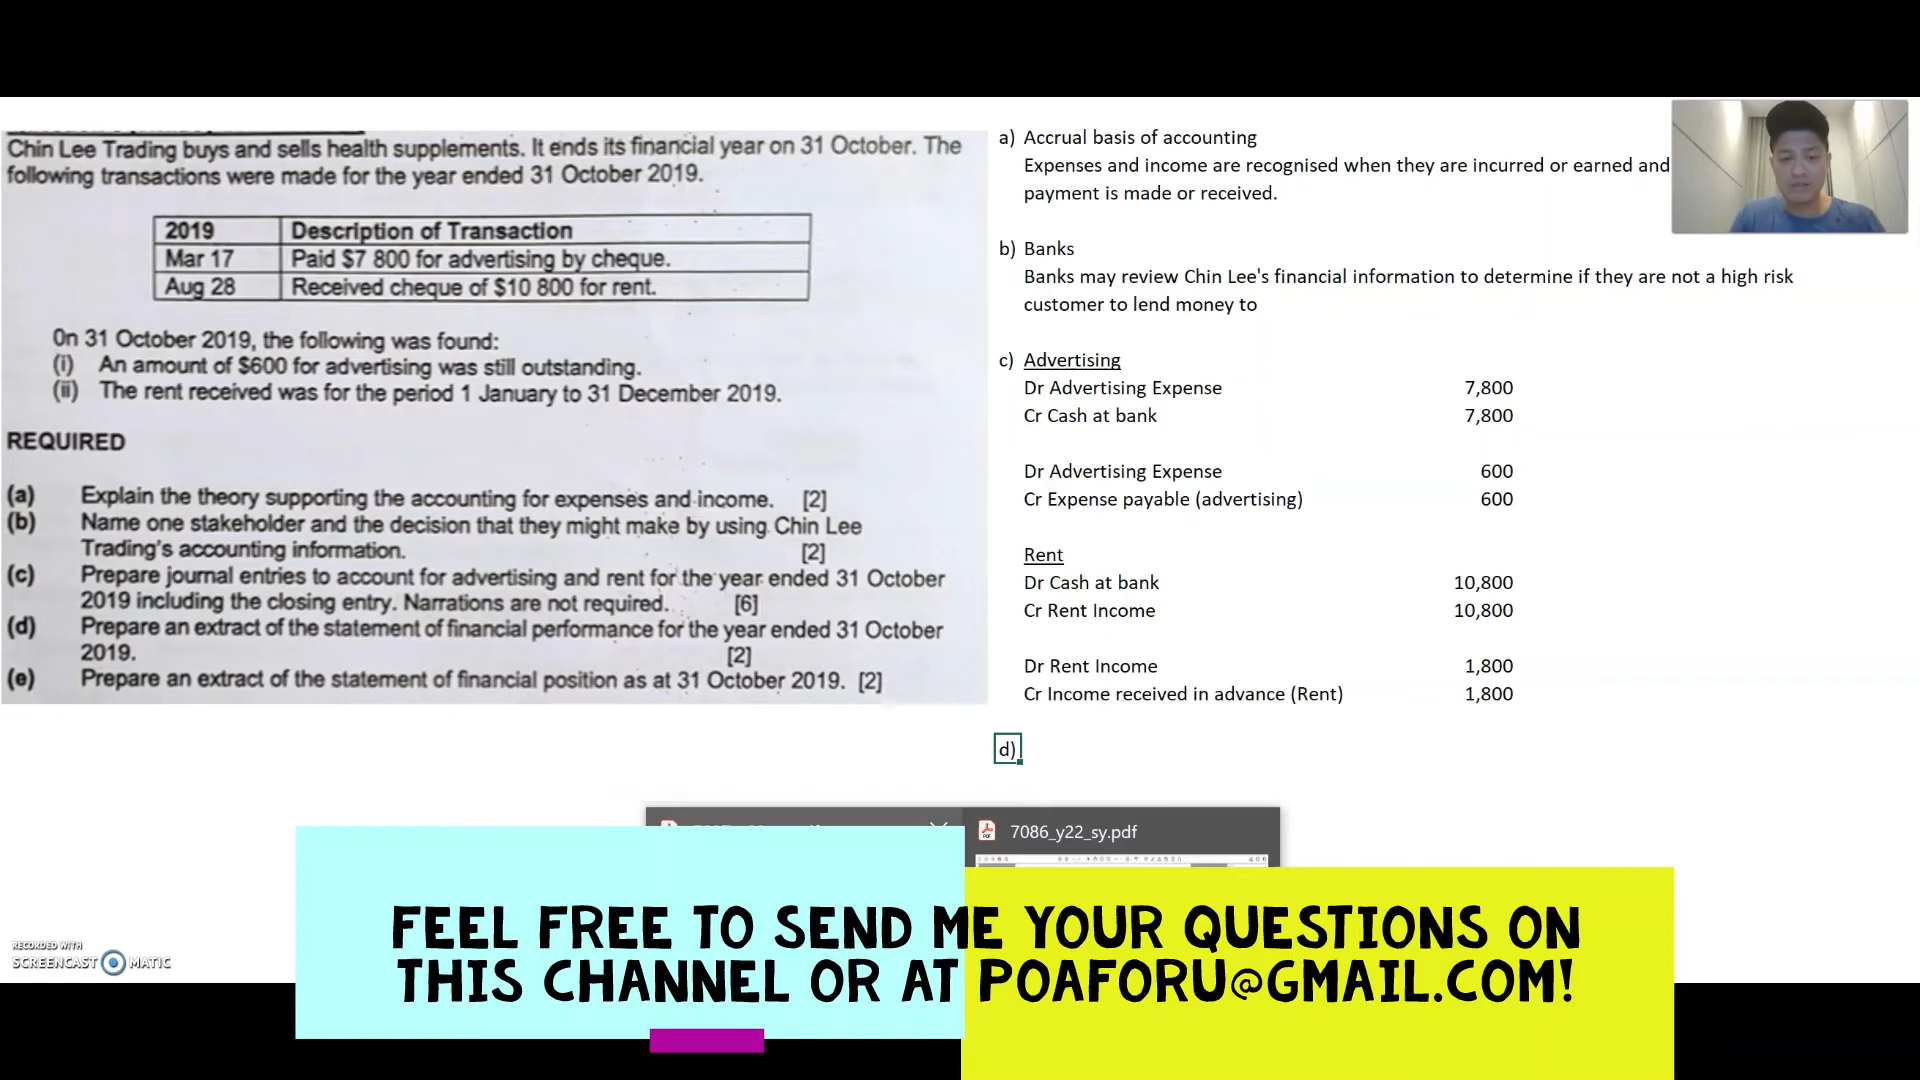 Chin Lee Trading buys and sells health supplements. It ends its financial year on 31 October. The
following transactions were made for the year ended 31 October 2019.
2019 Description of Transaction
Mar 17 Paid $7 800 for advertising by cheque.
Aug 28 Received cheque of $10 800 for rent.
On 31 October 2019, the following was found:
(i) An amount of $600 for advertising was still outstanding.
(ii) The rent received was for the period 1 January to 31 December 2019.
REQUIRED
(a) Explain the theory supporting the accounting for expenses and income. [2]
(b) Name one stakeholder and the decision that they might make by using Chin Lee
Trading's accounting information. [2]
(c) Prepare journal entries to account for advertising and rent for the year ended 31 October
2019 including the closing entry. Narrations are not required. [6]
(d) Prepare an extract of the statement of financial performance for the year ended 31 October
2019. [2]
(e) Prepare an extract of the statement of financial position as at 31 October 2019. [2]
a) Accrual basis of accounting
Expenses and income are recognised when they are incurred or earned and
payment is made or received.
b) Banks
Banks may review Chin Lee's financial information to determine if they are not a high risk
customer to lend money to
c) Advertising
Dr Advertising Expense 7,800
Cr Cash at bank 7,800
Dr Advertising Expense 600
Cr Expense payable (advertising) 600
Rent
Dr Cash at bank 10,800
Cr Rent Income 10,800
Dr Rent Income 1,800
Cr Income received in advance (Rent) 1,800
d)
7086_y22_sy.pdf
FEEL FREE TO SEND ME YOUR QUESTIONS ON
THIS CHANNEL OR AT POAFORU@GMAIL.COM!
RECORDED WITH
SCREENCAST MATIC